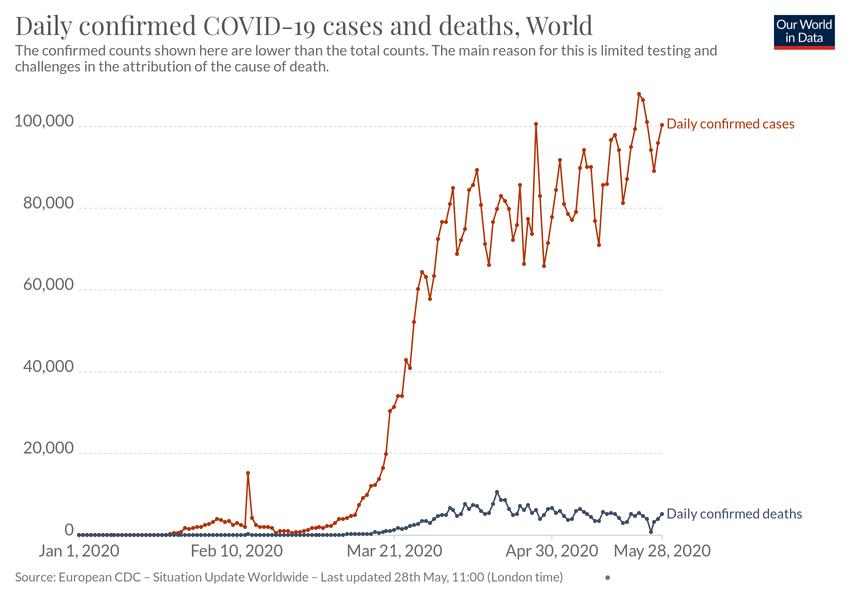 Daily confirmed COVID-19 cases and deaths, World
Our World
in Data
The confirmed counts shown here are lower than the total counts. The main reason for this is limited testing and
challenges in the attribution of the cause of death.
100,000
Daily confirmed cases
80,000
60,000
40,000
20,000
Daily confirmed deaths
0
Jan 1, 2020
Feb 10, 2020
Mar 21, 2020
Apr 30, 2020
May 28, 2020
Source: European CDC – Situation Update Worldwide – Last updated 28th May, 11:00 (London time)